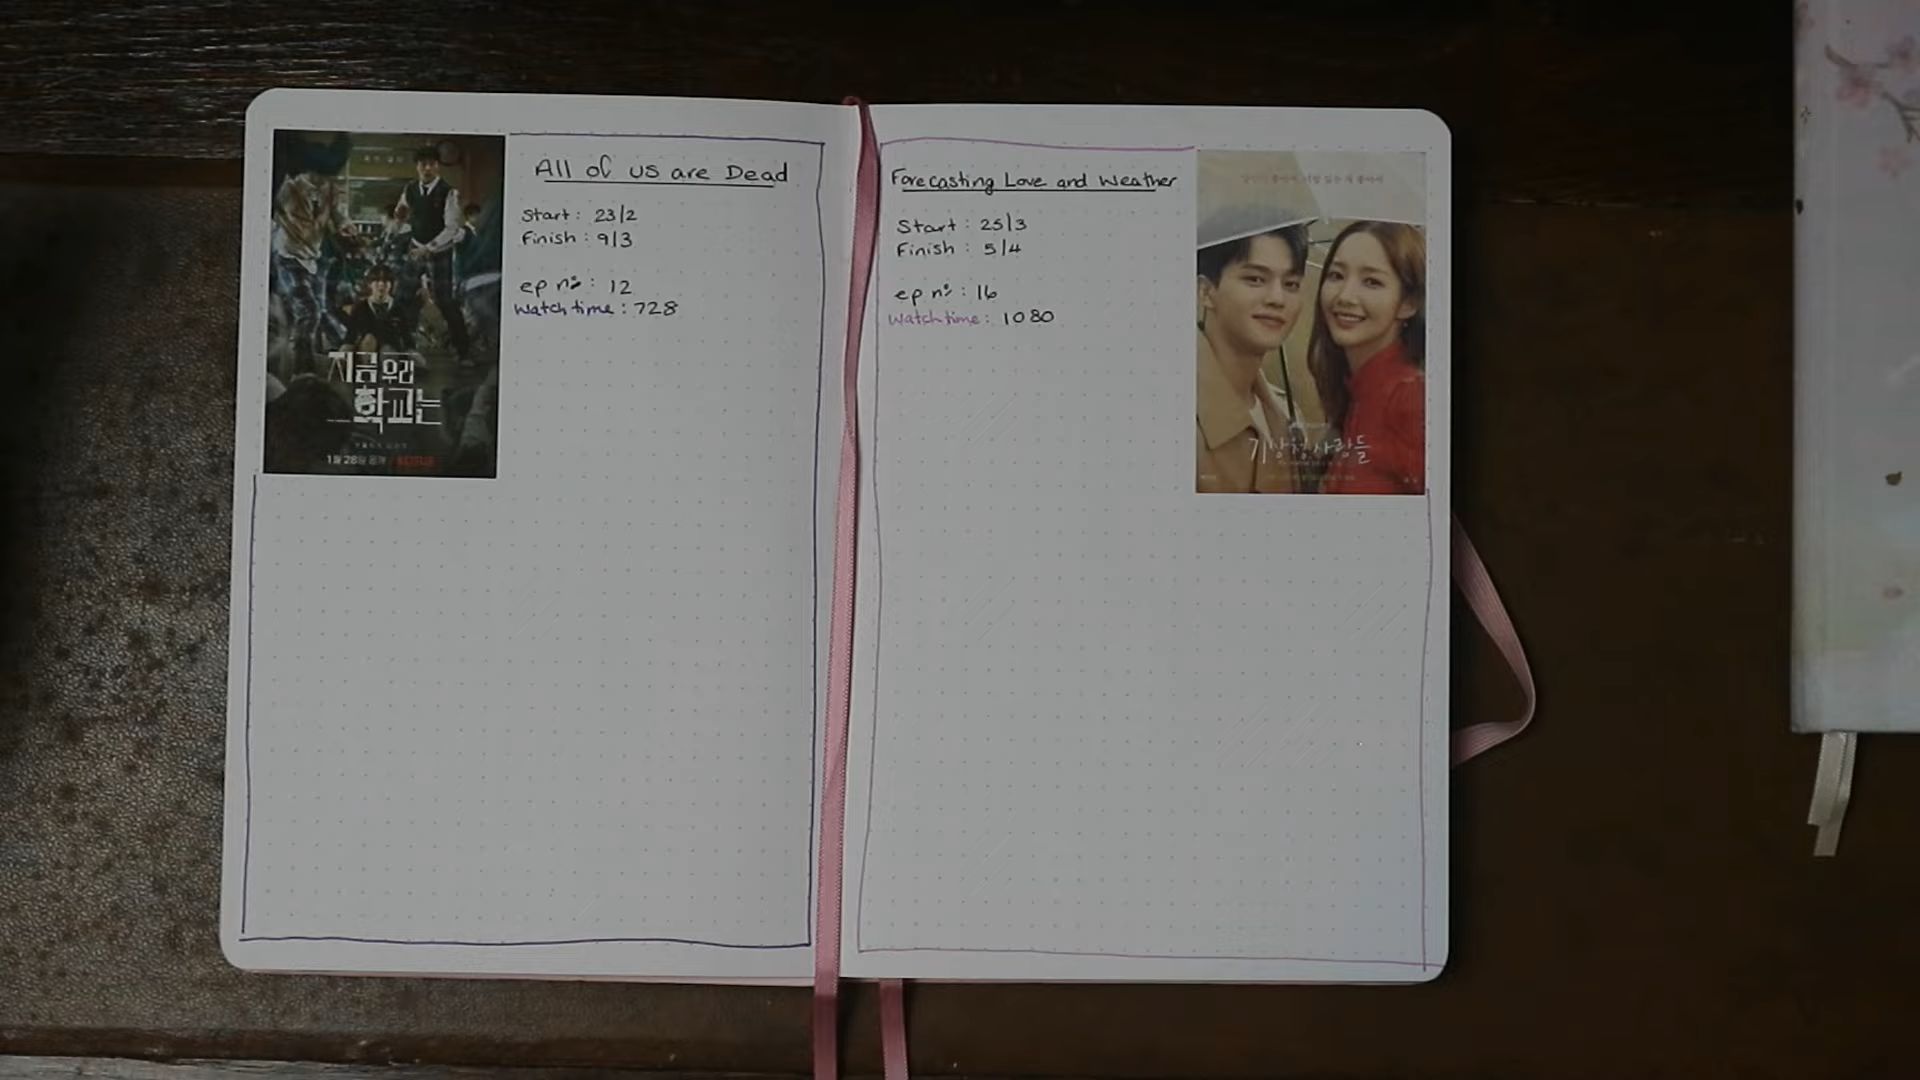 All of us are Dead
Start: 23/2
Finish: 9/3
ep nº: 12
Watch time: 728
지금 우리
학교는
1월 28일 공개
Forecasting Love and Weather
Start: 25/3
Finish: 5/4
ep nº: 16
Watch time: 1080
기상청 사람들